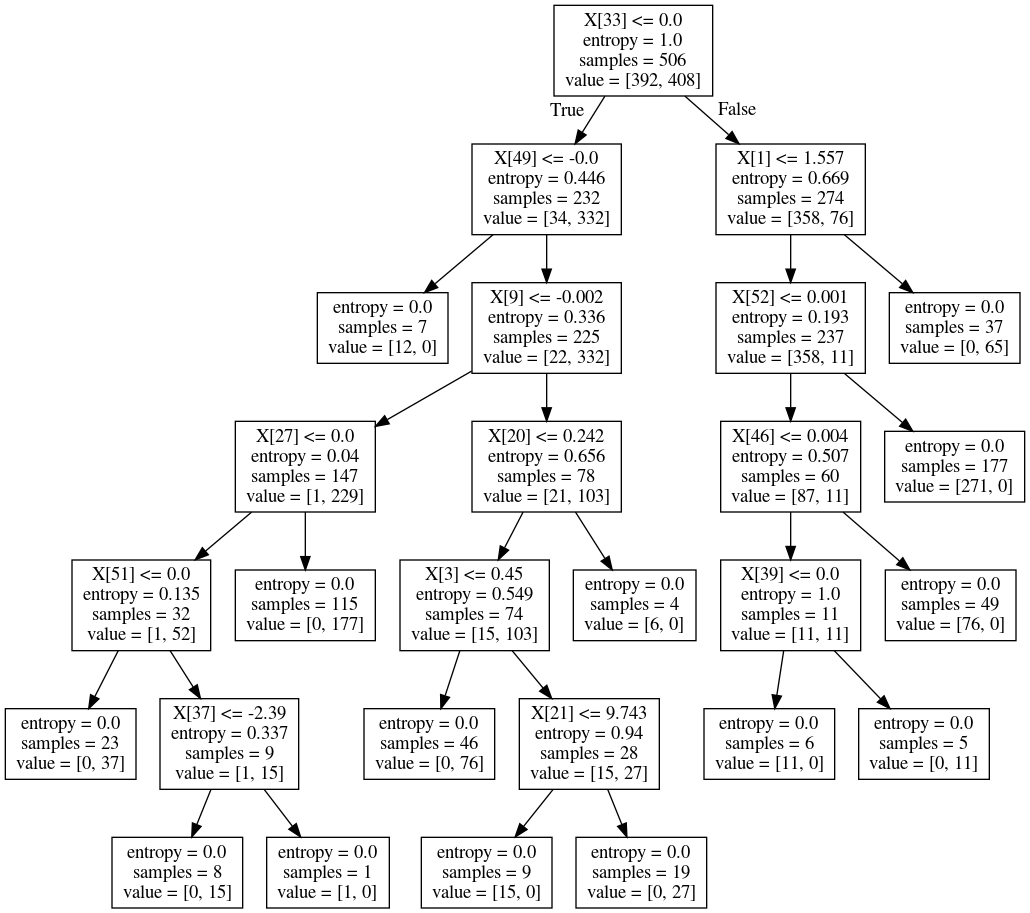 X[33] <= 0.0
entropy = 1.0
samples = 506
value = [392, 408]
True
False
X[49] <= -0.0
entropy = 0.446
samples = 232
value = [34, 332]
X[1] <= 1.557
entropy = 0.669
samples = 274
value = [358, 76]
entropy = 0.0
samples = 7
value = [12, 0]
X[9] <= -0.002
entropy = 0.336
samples = 225
value = [22, 332]
X[52] <= 0.001
entropy = 0.193
samples = 237
value = [358, 11]
entropy = 0.0
samples = 37
value = [0, 65]
X[27] <= 0.0
entropy = 0.04
samples = 147
value = [1, 229]
X[20] <= 0.242
entropy = 0.656
samples = 78
value = [21, 103]
X[46] <= 0.004
entropy = 0.507
samples = 60
value = [87, 11]
entropy = 0.0
samples = 177
value = [271, 0]
X[51] <= 0.0
entropy = 0.135
samples = 32
value = [1, 52]
entropy = 0.0
samples = 115
value = [0, 177]
X[3] <= 0.45
entropy = 0.549
samples = 74
value = [15, 103]
entropy = 0.0
samples = 4
value = [6, 0]
X[39] <= 0.0
entropy = 1.0
samples = 11
value = [11, 11]
entropy = 0.0
samples = 49
value = [76, 0]
entropy = 0.0
samples = 23
value = [0, 37]
X[37] <= -2.39
entropy = 0.337
samples = 9
value = [1, 15]
entropy = 0.0
samples = 46
value = [0, 76]
X[21] <= 9.743
entropy = 0.94
samples = 28
value = [15, 27]
entropy = 0.0
samples = 6
value = [11, 0]
entropy = 0.0
samples = 5
value = [0, 11]
entropy = 0.0
samples = 8
value = [0, 15]
entropy = 0.0
samples = 1
value = [1, 0]
entropy = 0.0
samples = 9
value = [15, 0]
entropy = 0.0
samples = 19
value = [0, 27]